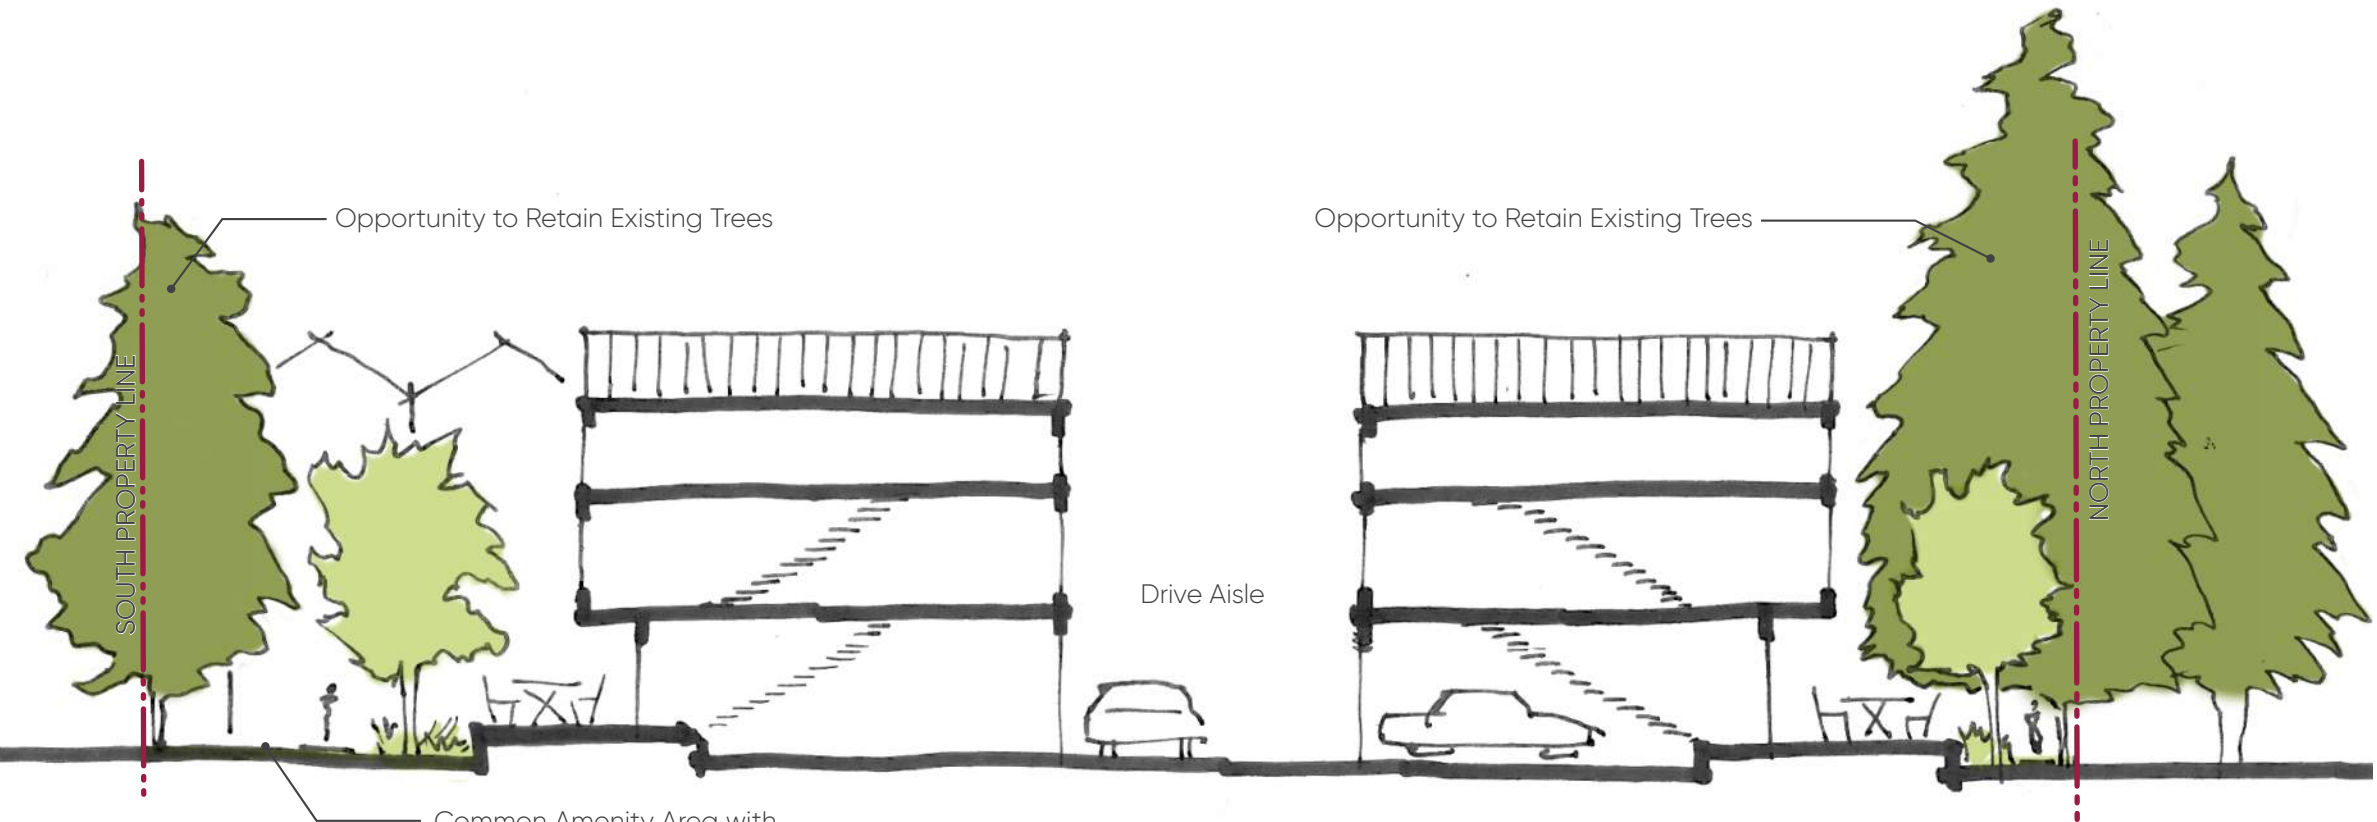 Opportunity to Retain Existing Trees
Opportunity to Retain Existing Trees
SOUTH PROPERTY LINE
NORTH PROPERTY LINE
Drive Aisle
Common Amenity Area with